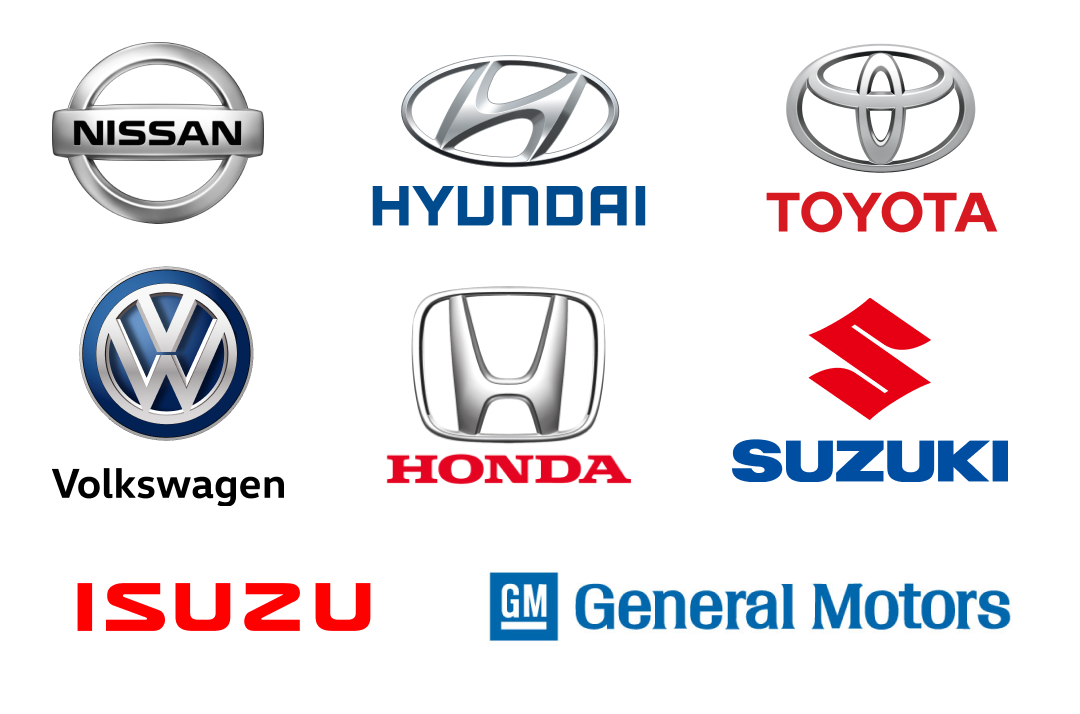 NISSAN
HYUNDAI
TOYOTA
Volkswagen
HONDA
SUZUKI
ISUZU
GM General Motors